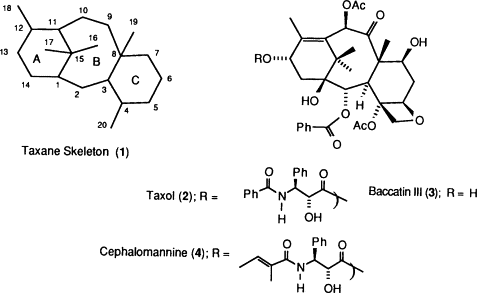 18
10
9
11
19
12
17
16
13
A
15
B
8
7
C
6
14
1
2
3
4
5
20
Taxane Skeleton (1)
OAc
O
OH
RO
HO
H
O
PhO
AcO
O
Taxol (2); R =
O
Ph
O
Ph
N
H
OH
Baccatin III (3); R = H
Cephalomannine (4); R =
O
Ph
O
N
H
OH